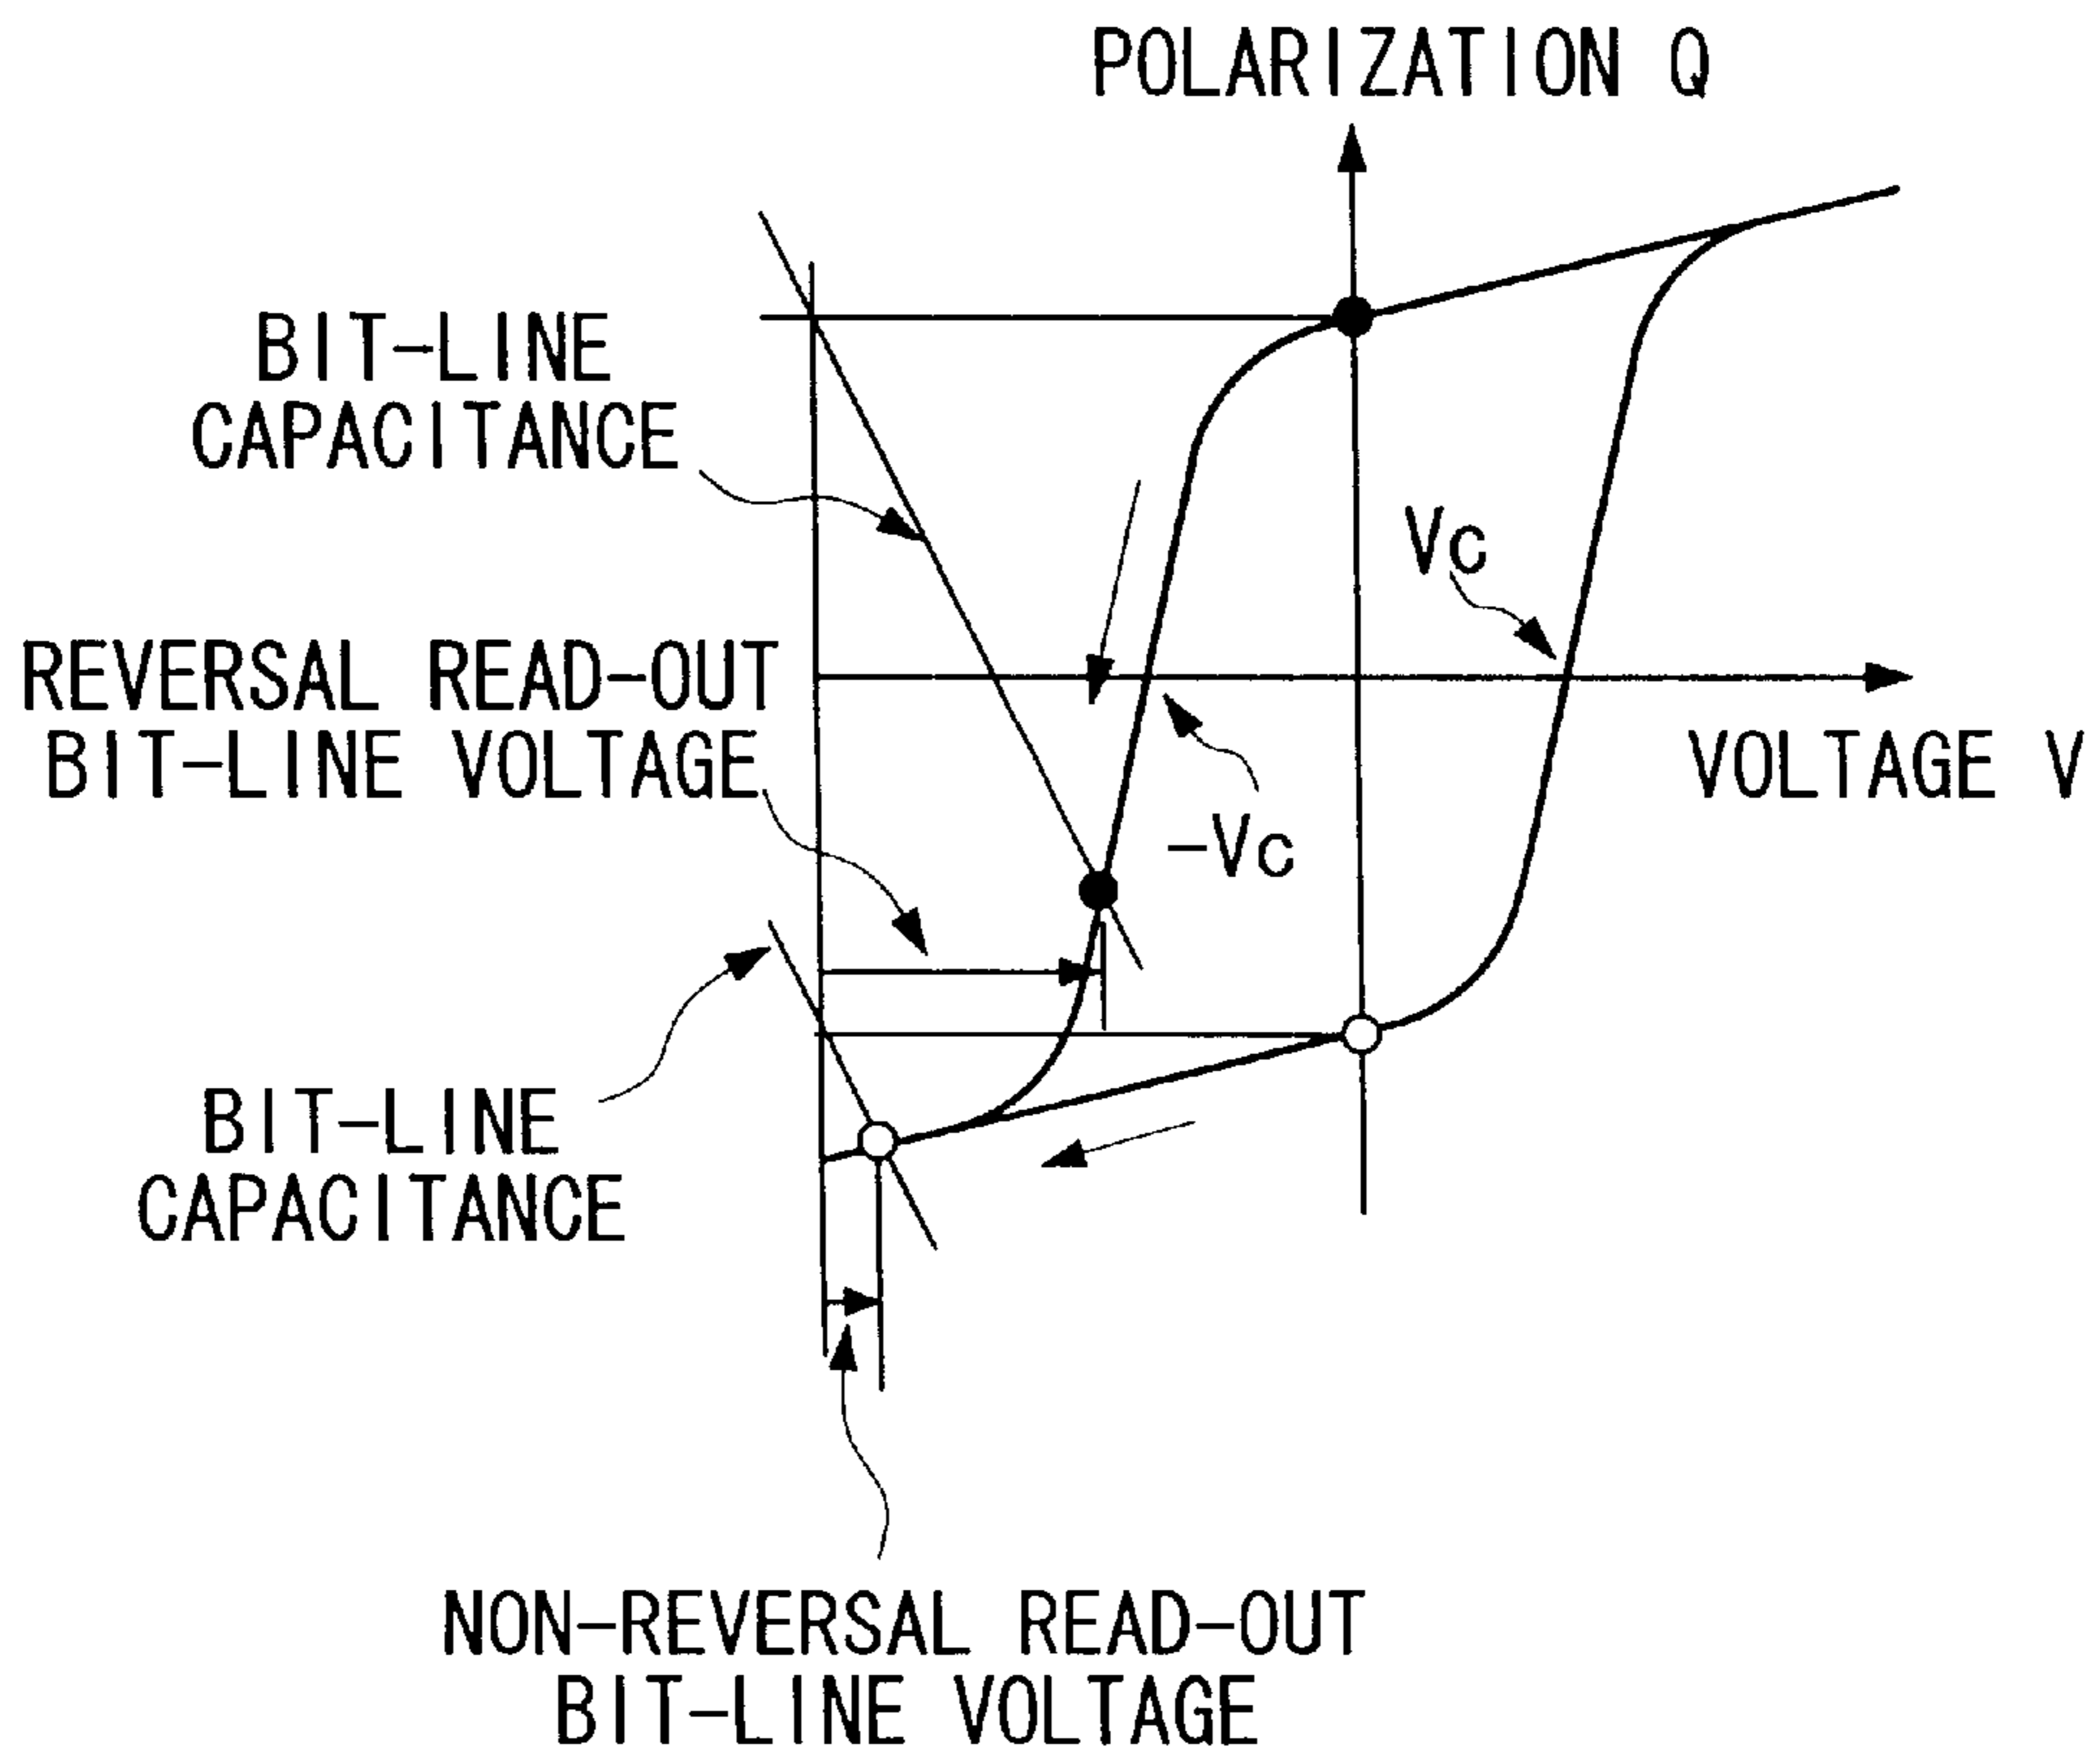 POLARIZATION Q
BIT-LINE
CAPACITANCE
Vc
REVERSAL READ-OUT
BIT-LINE VOLTAGE
VOLTAGE V
-Vc
BIT-LINE
CAPACITANCE
NON-REVERSAL READ-OUT
BIT-LINE VOLTAGE